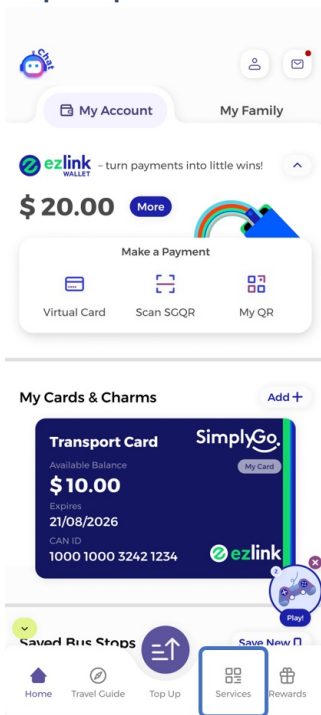 Chat
My Account
My Family
ezlink
WALLET
- turn payments into little wins!
$ 20.00
More
Make a Payment
Virtual Card
Scan SGQR
My QR
My Cards & Charms
Add +
Transport Card
SimplyGo.
Available Balance
My Card
$ 10.00
Expires
21/08/2026
CAN ID
1000 1000 3242 1234
ezlink
2
Play!
Saved Bus Stops
Save New
Home
Travel Guide
Top Up
Services
Rewards